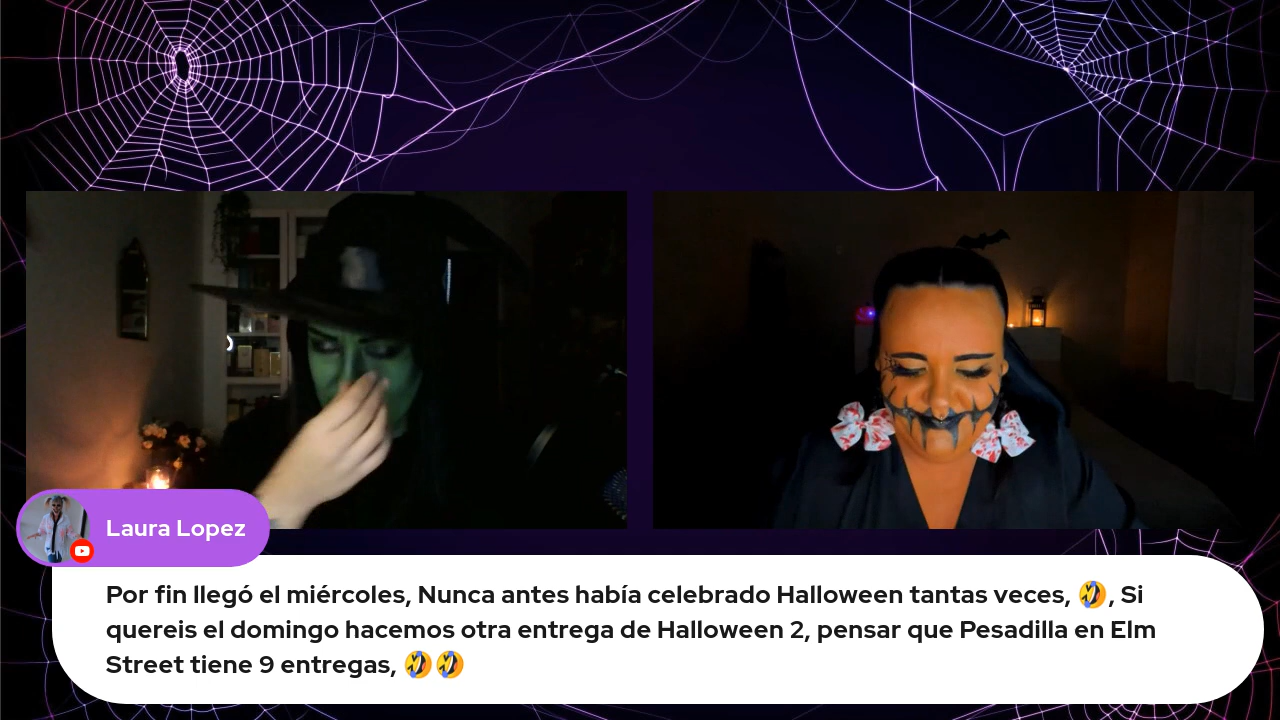 Laura Lopez
Por fin llegó el miércoles, Nunca antes había celebrado Halloween tantas veces, 🤣, Si
quereis el domingo hacemos otra entrega de Halloween 2, pensar que Pesadilla en Elm
Street tiene 9 entregas, 🤣🤣